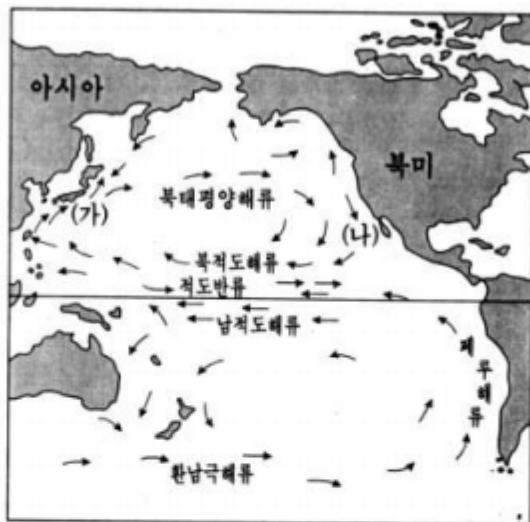 아시아
북미
(가)
북태평양해류
(나)
북적도해류
적도반류
남적도해류
페루해류
환남극해류